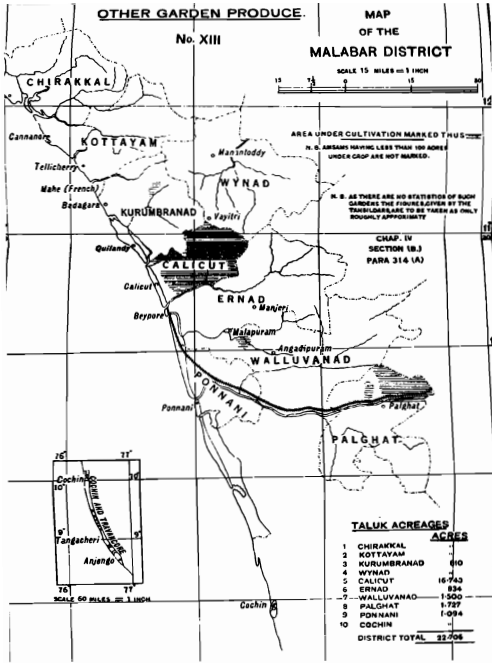 OTHER GARDEN PRODUCE.
No. XIII
MAP
OF THE
MALABAR DISTRICT
SCALE 15 MILES = 1 INCH
15 7½ 0 15 30
AREA UNDER CULTIVATION MARKED THUS
N. B. AMSAMS HAVING LESS THAN 100 ACRES
UNDER CROP ARE NOT MARKED.
N. B. AS THERE ARE NO STATISTICS OF SUCH
GARDENS THE FIGURES GIVEN BY THE
TAHSILDARS ARE TO BE TAKEN AS ONLY
ROUGHLY APPROXIMATE
CHAP. IV
SECTION (B.)
PARA 314 (A)
CHIRAKKAL
Cannanore
KOTTAYAM
Tellicherry
Mahe (French)
Badagara
Manantoddy
WYNAD
KURUMBRANAD
Vayitri
Quilandy
CALICUT
Calicut
ERNAD
Beypore
Manjeri
Malapuram
Angadipuram
WALLUVANAD
PONNANI
Ponnani
Palghat
PALGHAT
Cochin
76° 77°
Cochin
10° 10°
COCHIN AND TRAVANCORE
9° 9°
Tangacheri
Anjengo
76 77
SCALE 60 MILES = 1 INCH
TALUK ACREAGES
ACRES
1 CHIRAKKAL "
2 KOTTAYAM "
3 KURUMBRANAD 810
4 WYNAD "
5 CALICUT 16·743
6 ERNAD 834
7 WALLUVANAD 1·500
8 PALGHAT 1·727
9 PONNANI 1·094
10 COCHIN "
DISTRICT TOTAL 22·706